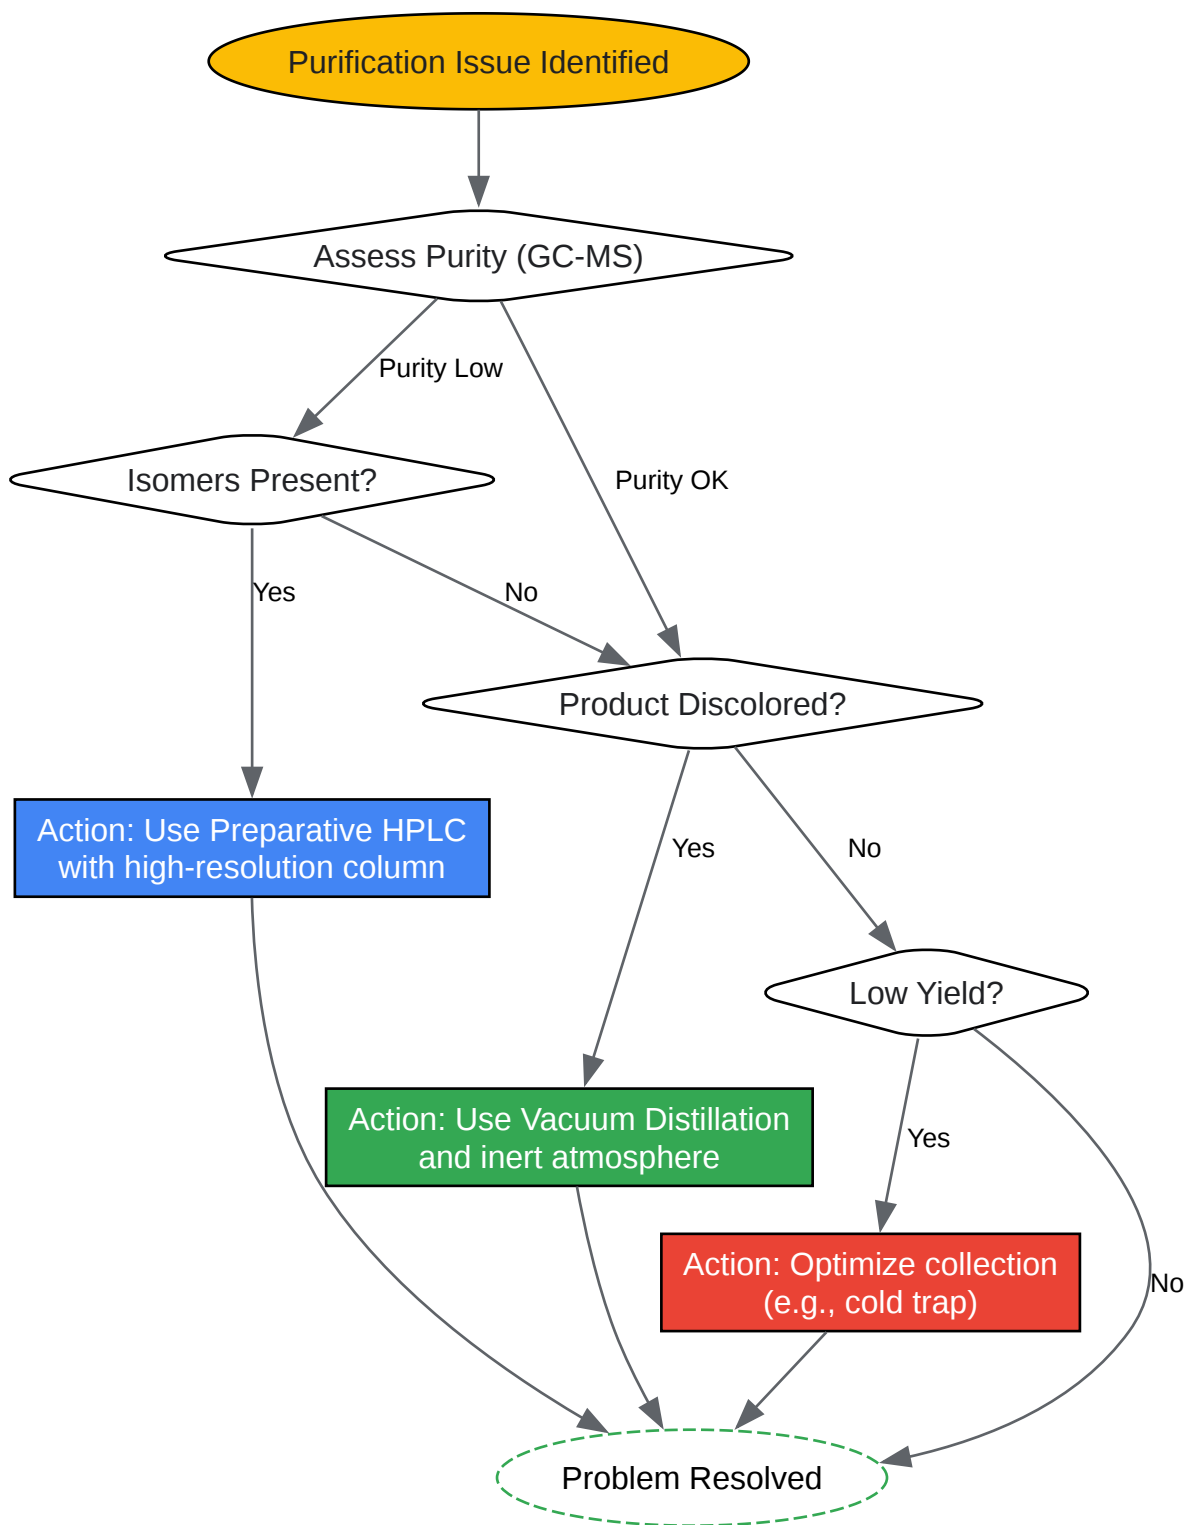 Purification Issue Identified
Assess Purity (GC-MS)
Purity Low
Purity OK
Isomers Present?
Yes
No
Product Discolored?
Action: Use Preparative HPLC
with high-resolution column
Yes
No
Low Yield?
Action: Use Vacuum Distillation
and inert atmosphere
Yes
Action: Optimize collection
(e.g., cold trap)
No
Problem Resolved